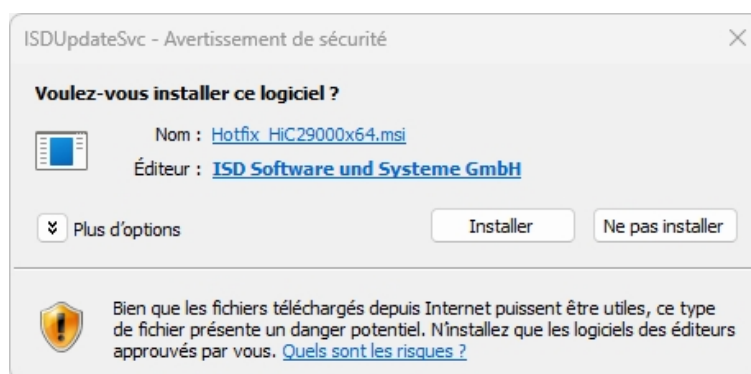 ISDUpdateSvc - Avertissement de sécurité
Voulez-vous installer ce logiciel ?
Nom : Hotfix_HiC29000x64.msi
Éditeur : ISD Software und Systeme GmbH
Plus d’options
Installer
Ne pas installer
Bien que les fichiers téléchargés depuis Internet puissent être utiles, ce type
de fichier présente un danger potentiel. N’installez que les logiciels des éditeurs
approuvés par vous. Quels sont les risques ?